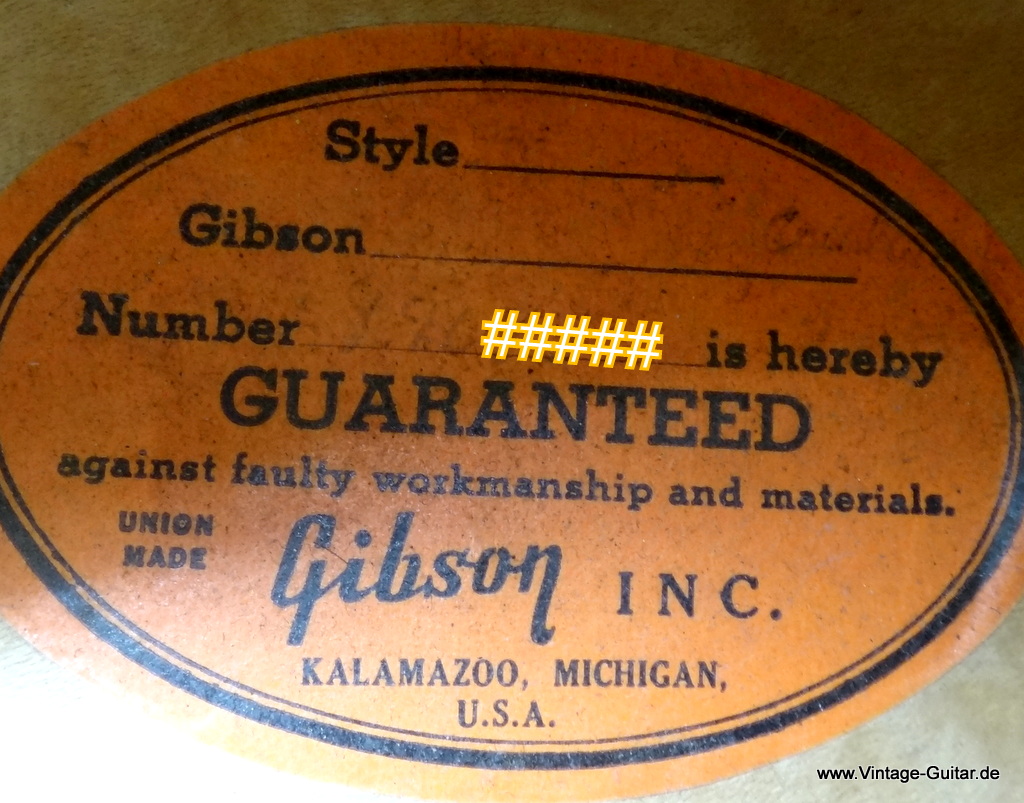 Style
Gibson
Number ##### is hereby
GUARANTEED
against faulty workmanship and materials.
UNION
MADE
Gibson INC.
KALAMAZOO, MICHIGAN,
U.S.A.
www.Vintage-Guitar.de